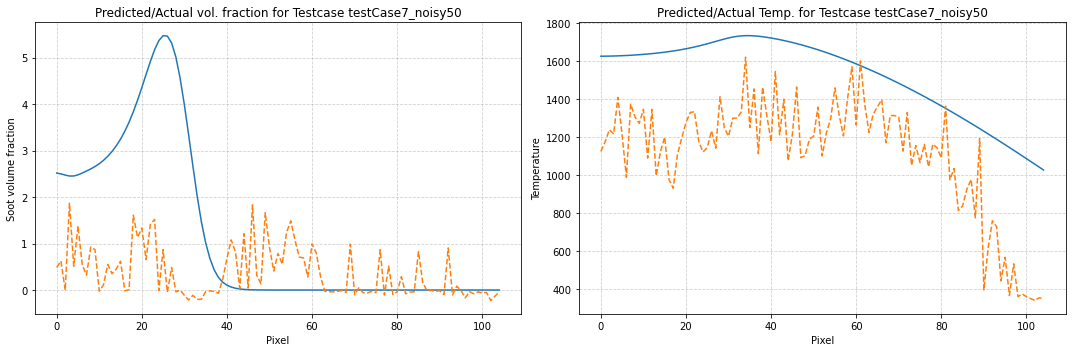 Predicted/Actual vol. fraction for Testcase testCase7_noisy50
Soot volume fraction
5
4
3
2
1
0
0 20 40 60 80 100
Pixel
Predicted/Actual Temp. for Testcase testCase7_noisy50
Temperature
1800
1600
1400
1200
1000
800
600
400
0 20 40 60 80 100
Pixel